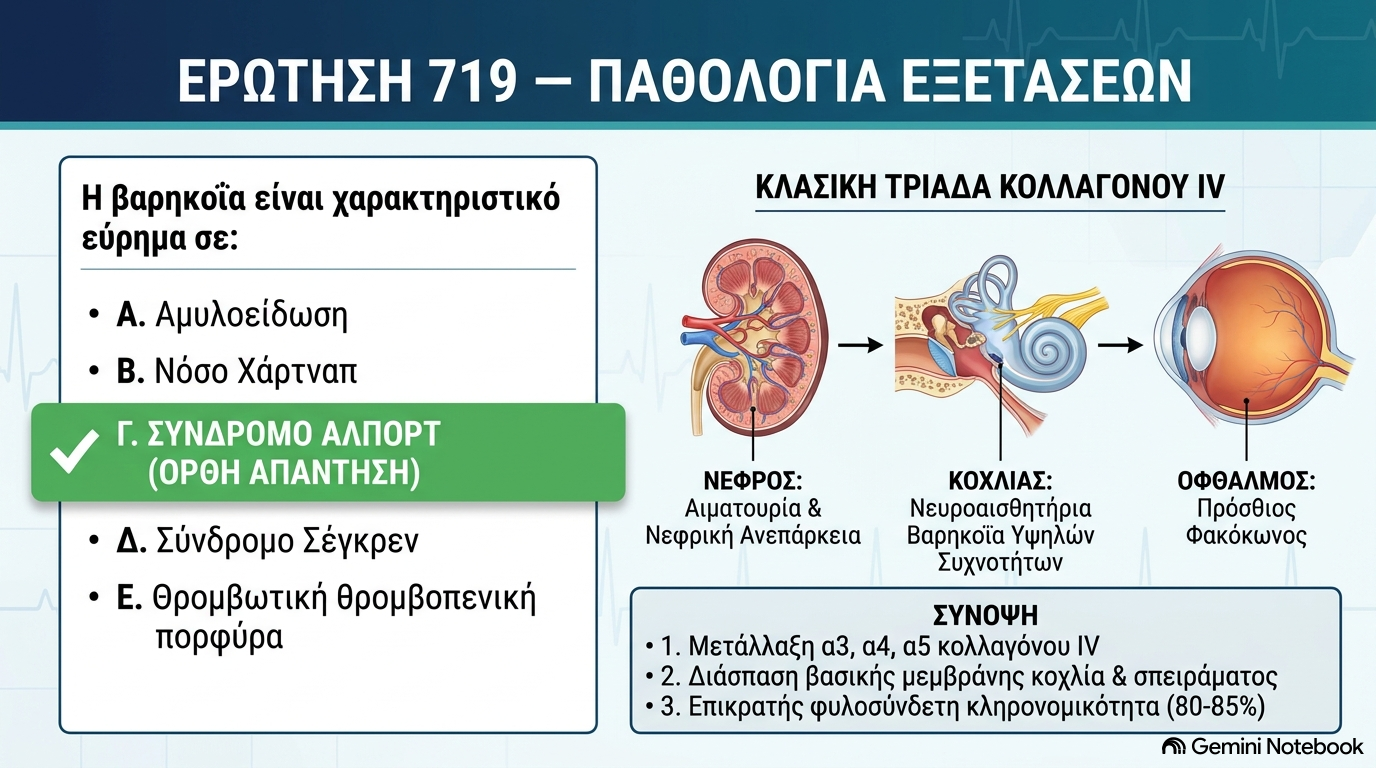 ΕΡΩΤΗΣΗ 719 — ΠΑΘΟΛΟΓΙΑ ΕΞΕΤΑΣΕΩΝ
Η βαρηκοΐα είναι χαρακτηριστικό
εύρημα σε:
• Α. Αμυλοείδωση
• Β. Νόσο Χάρτναπ
Γ. ΣΥΝΔΡΟΜΟ ΑΛΠΟΡΤ
(ΟΡΘΗ ΑΠΑΝΤΗΣΗ)
• Δ. Σύνδρομο Σέγκρεν
• Ε. Θρομβωτική θρομβοπενική
πορφύρα
ΚΛΑΣΙΚΗ ΤΡΙΑΔΑ ΚΟΛΛΑΓΟΝΟΥ IV
ΝΕΦΡΟΣ:
Αιματουρία &
Νεφρική Ανεπάρκεια
ΚΟΧΛΙΑΣ:
Νευροαισθητήρια
Βαρηκοΐα Υψηλών
Συχνοτήτων
ΟΦΘΑΛΜΟΣ:
Πρόσθιος
Φακόκωνος
ΣΥΝΟΨΗ
• 1. Μετάλλαξη α3, α4, α5 κολλαγόνου IV
• 2. Διάσπαση βασικής μεμβράνης κοχλία & σπειράματος
• 3. Επικρατής φυλοσύνδετη κληρονομικότητα (80-85%)
Gemini Notebook